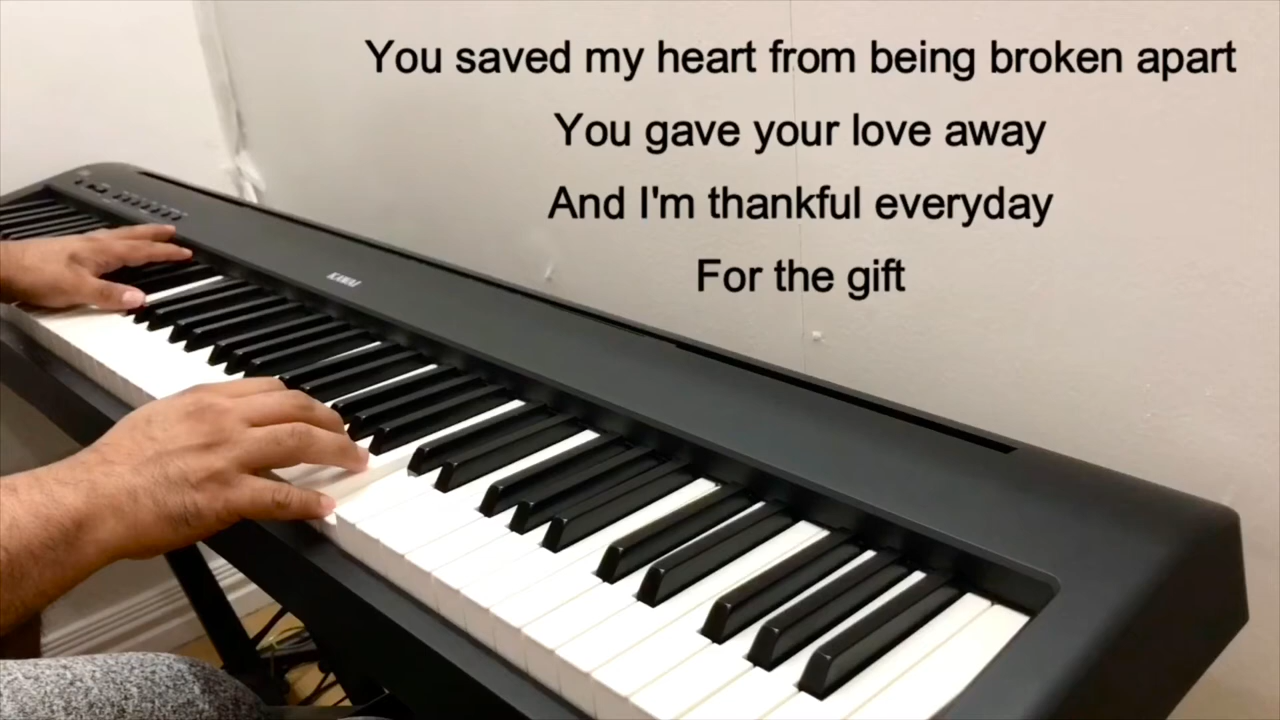 You saved my heart from being broken apart
You gave your love away
And I'm thankful everyday
For the gift
KAWAI